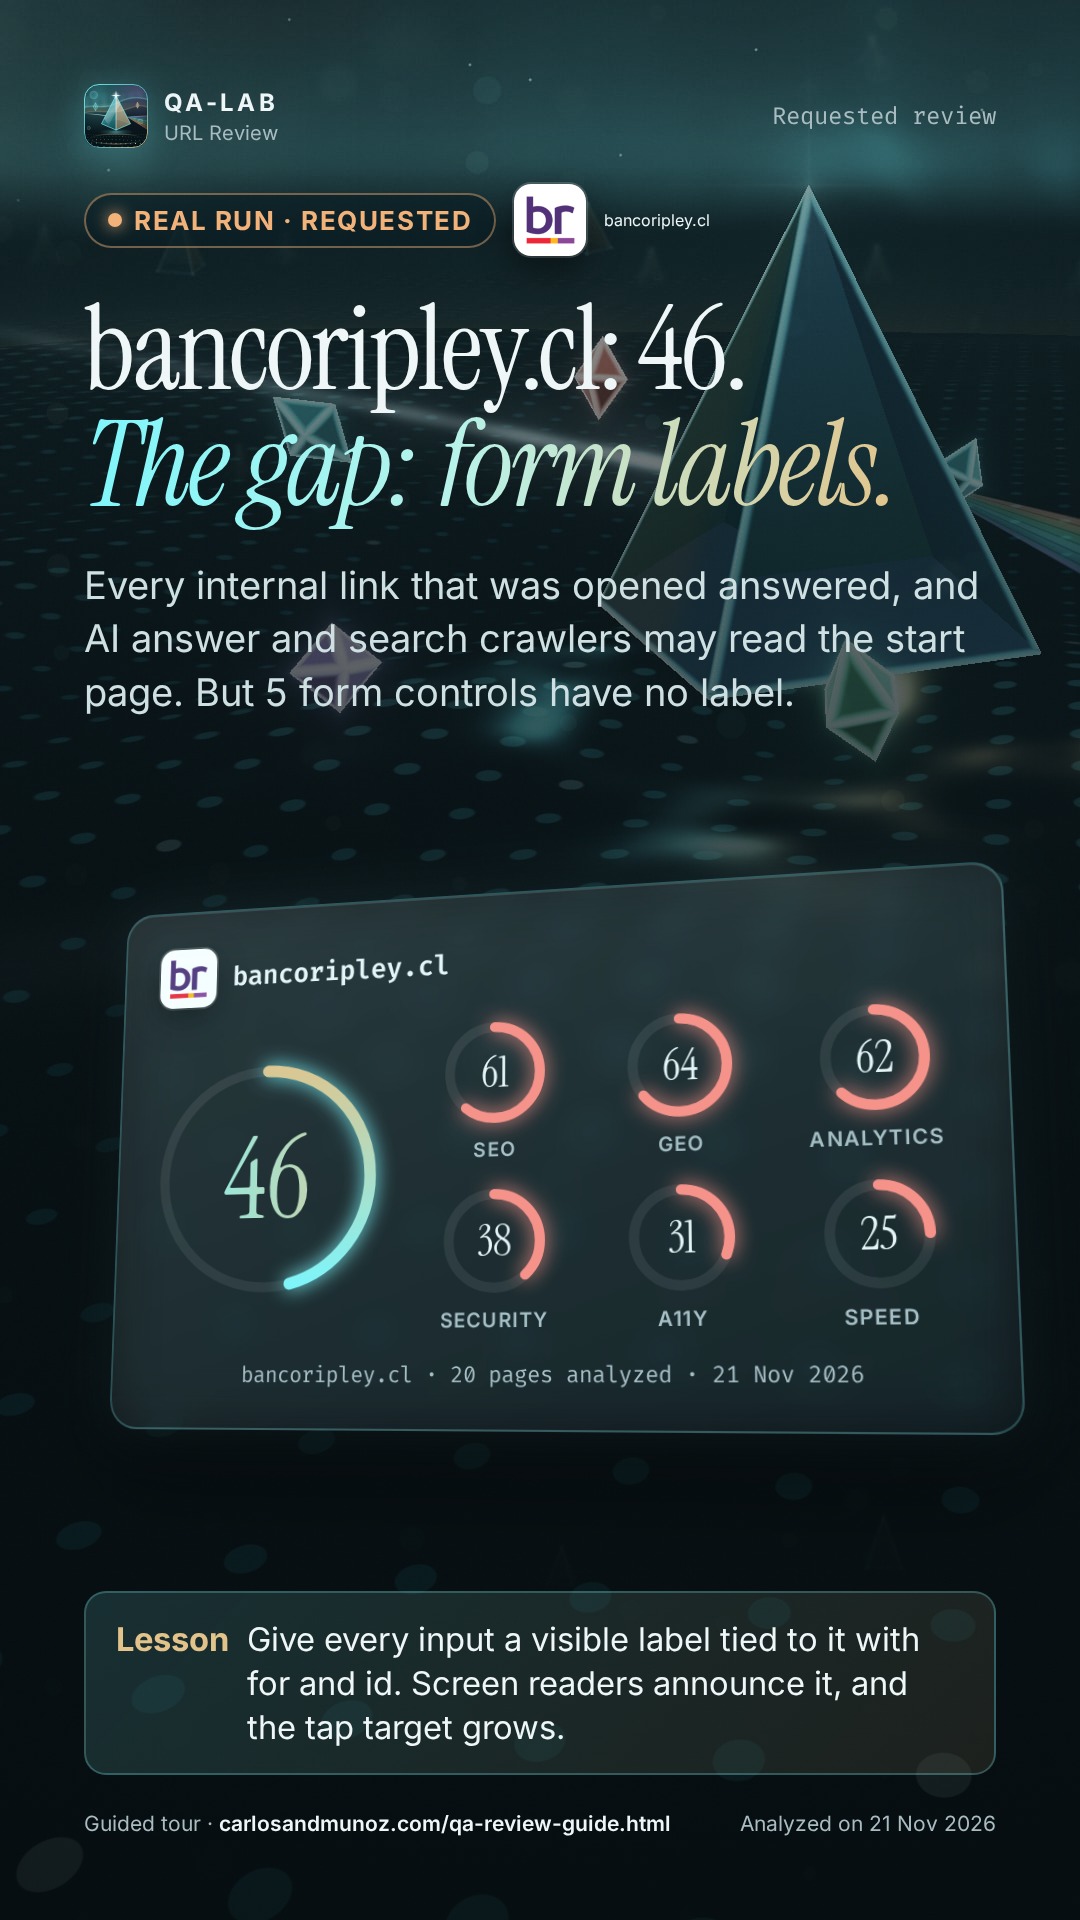 QA-LAB
URL Review
Requested review
REAL RUN · REQUESTED
br
bancoripley.cl
bancoripley.cl: 46.
The gap: form labels.
Every internal link that was opened answered, and
AI answer and search crawlers may read the start
page. But 5 form controls have no label.
br
bancoripley.cl
46
61
SEO
64
GEO
62
ANALYTICS
38
SECURITY
31
A11Y
25
SPEED
bancoripley.cl · 20 pages analyzed · 21 Nov 2026
Lesson
Give every input a visible label tied to it with
for and id. Screen readers announce it, and
the tap target grows.
Guided tour · carlosandmunoz.com/qa-review-guide.html
Analyzed on 21 Nov 2026